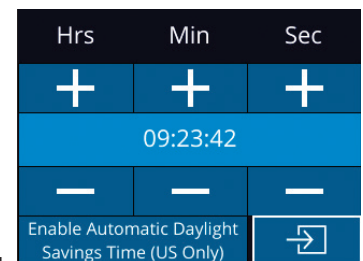 Hrs Min Sec
+ + +
09:23:42
— — —
Enable Automatic Daylight
Savings Time (US Only)